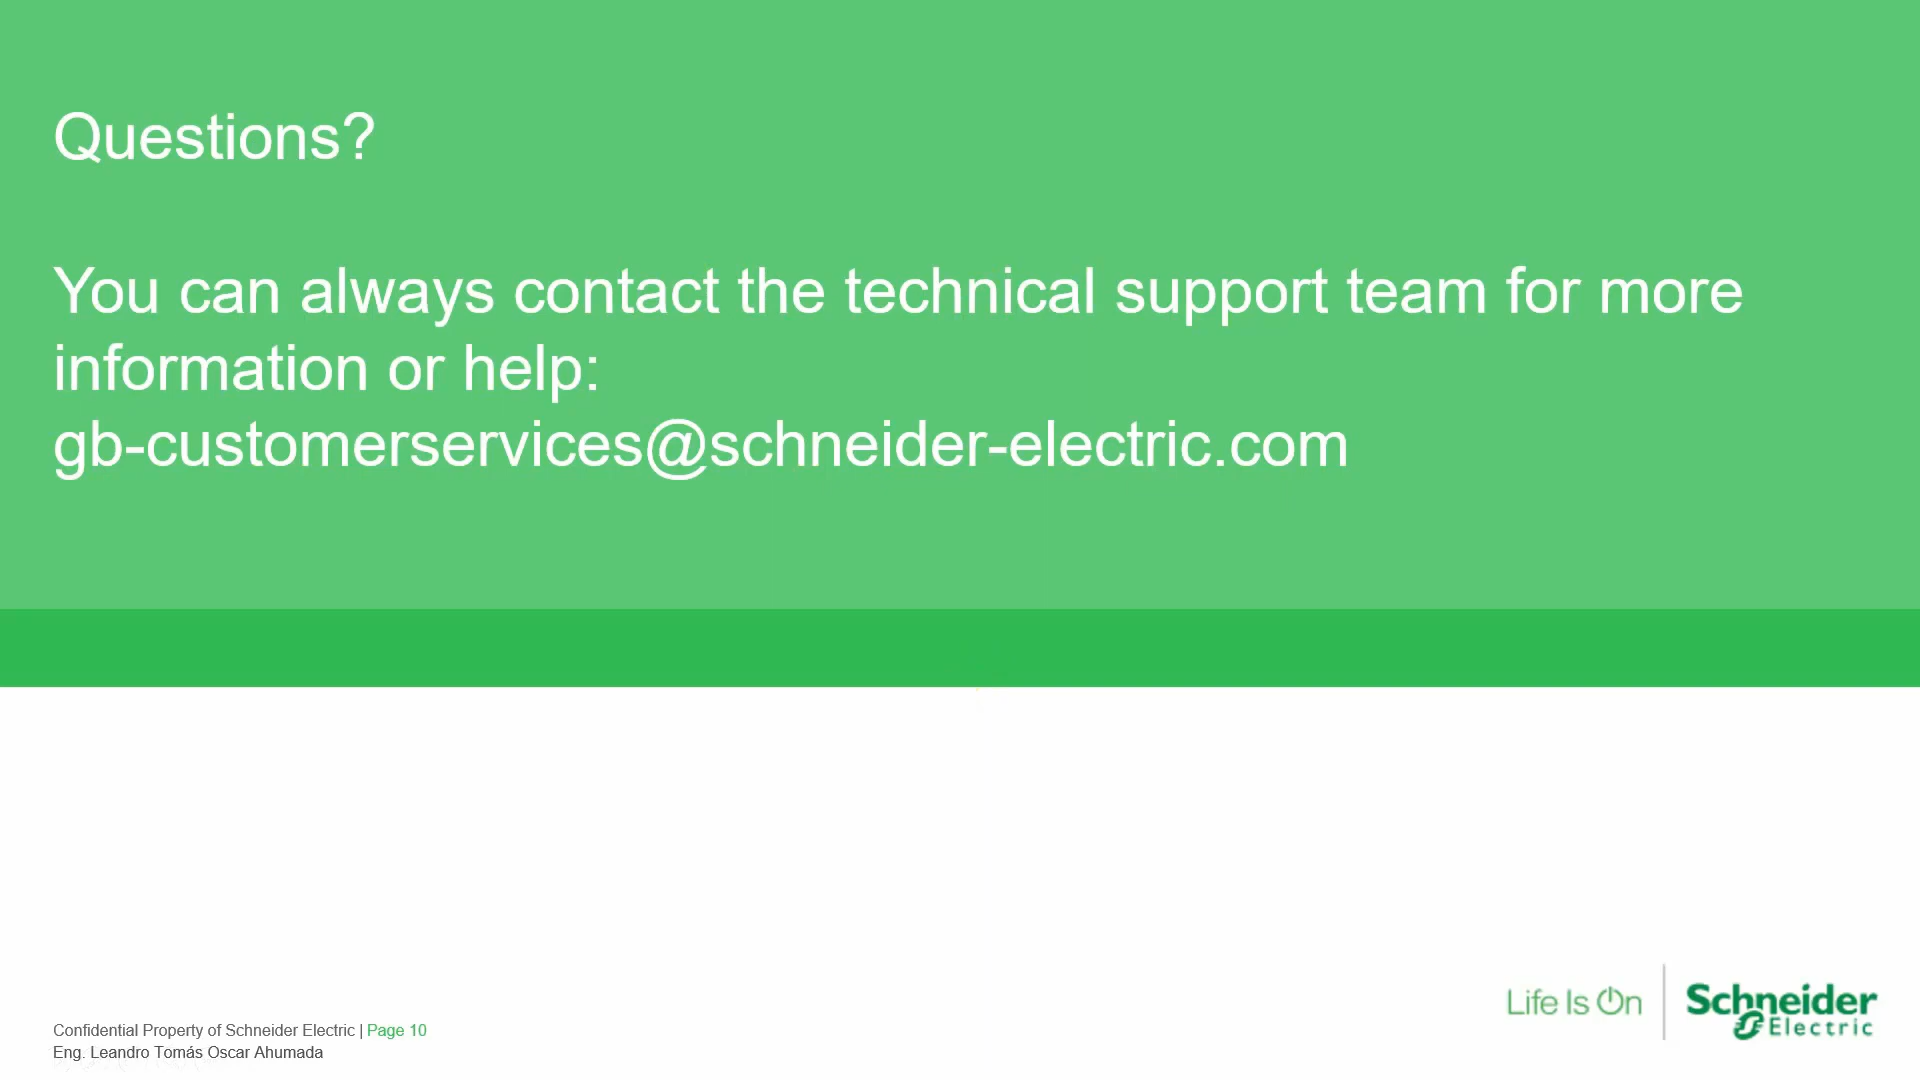 Questions?
You can always contact the technical support team for more
information or help:
gb-customerservices@schneider-electric.com
Confidential Property of Schneider Electric | Page 10
Eng. Leandro Tomás Oscar Ahumada
Life Is On
Schneider
Electric